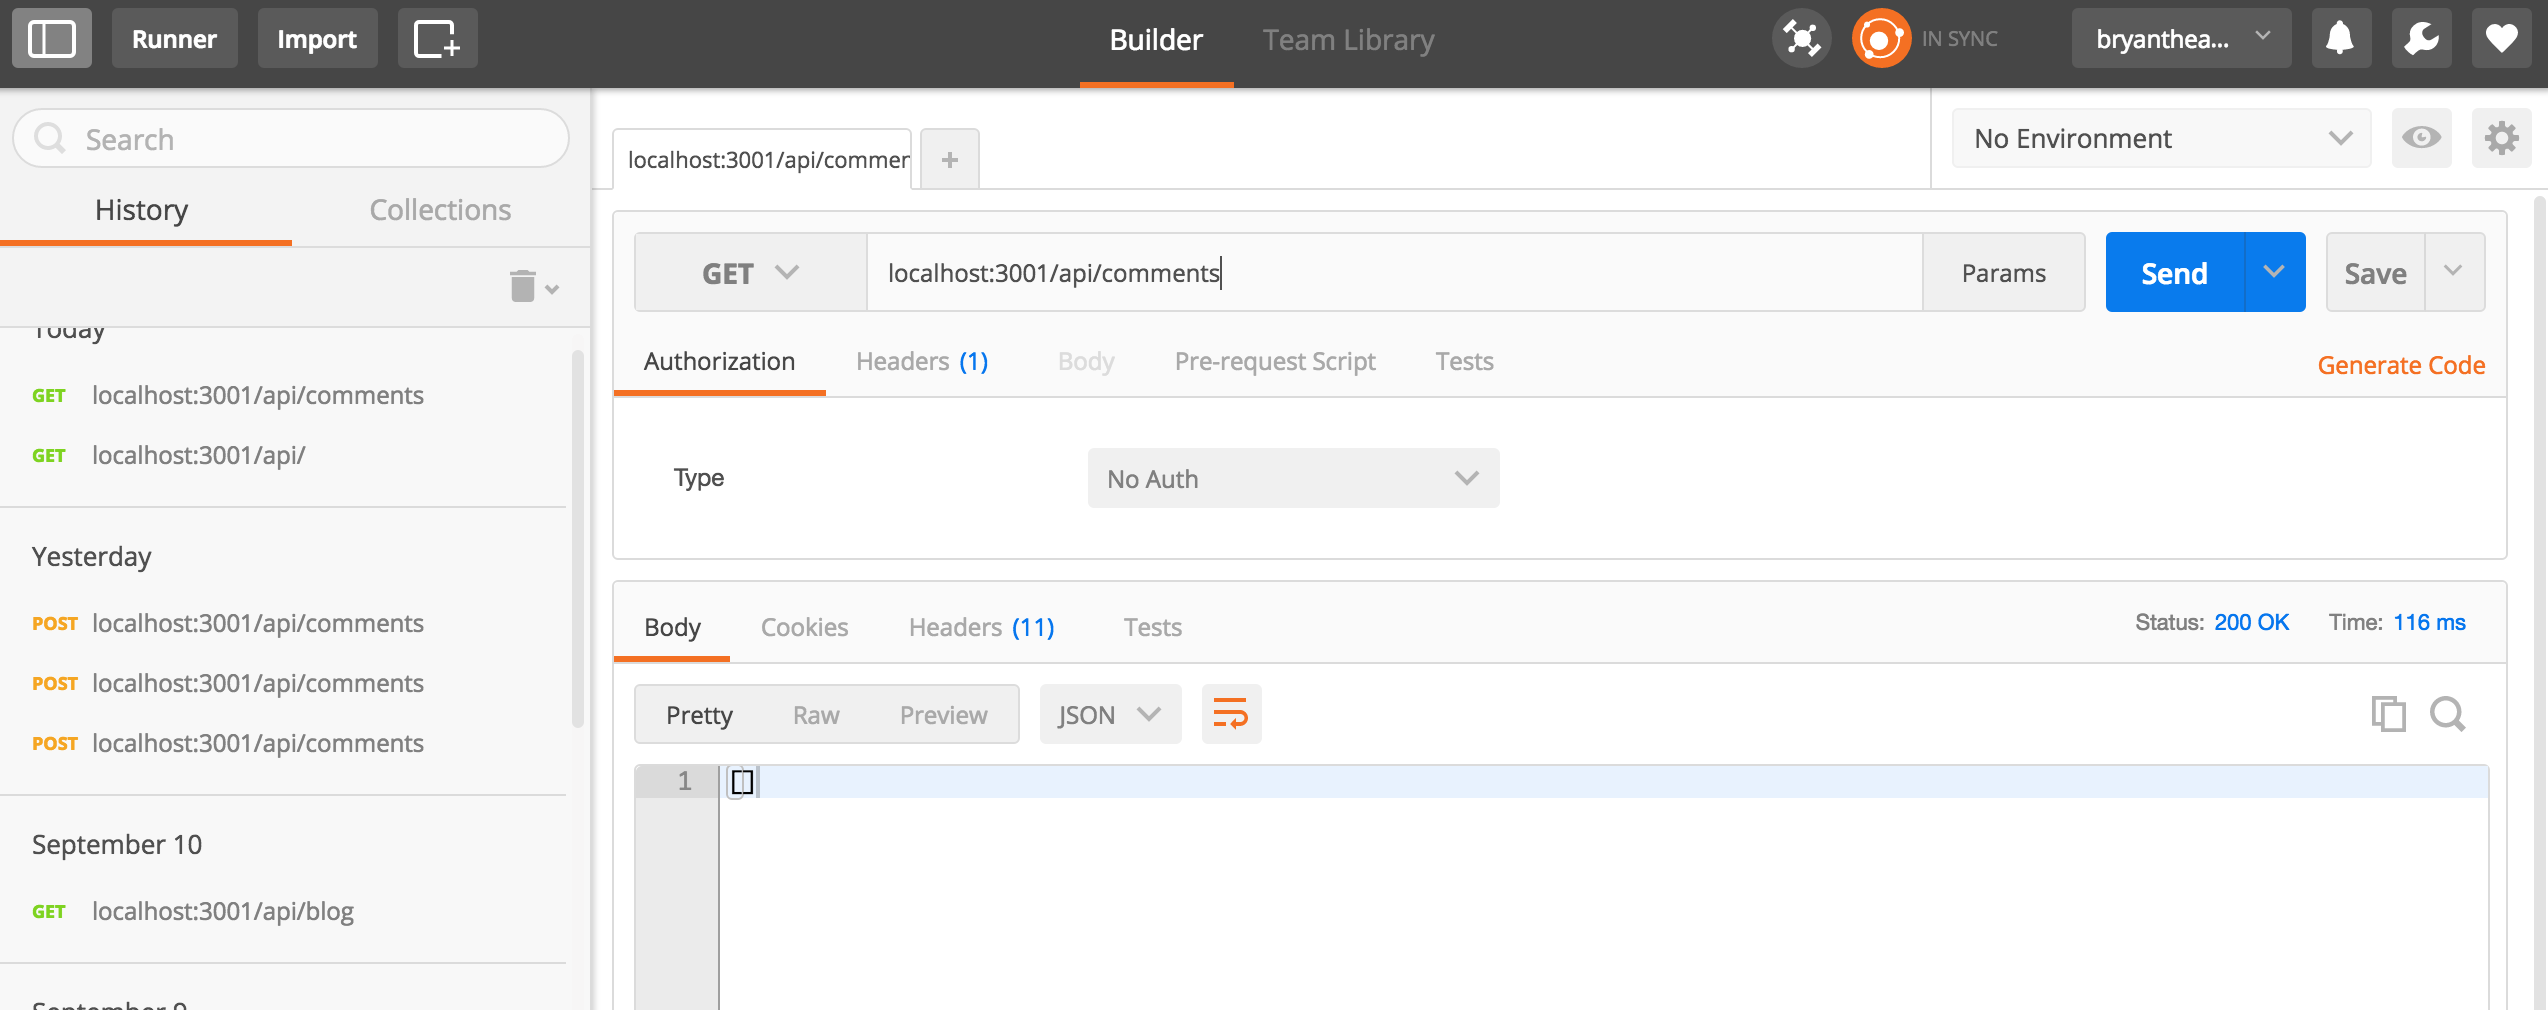 Runner
Import
Builder
Team Library
IN SYNC
bryanthea...
Search
History
Collections
Today
GET localhost:3001/api/comments
GET localhost:3001/api/
Yesterday
POST localhost:3001/api/comments
POST localhost:3001/api/comments
POST localhost:3001/api/comments
September 10
GET localhost:3001/api/blog
September 9
localhost:3001/api/commen
+
No Environment
GET
localhost:3001/api/comments
Params
Send
Save
Authorization
Headers (1)
Body
Pre-request Script
Tests
Generate Code
Type
No Auth
Body
Cookies
Headers (11)
Tests
Status: 200 OK
Time: 116 ms
Pretty
Raw
Preview
JSON
1 []